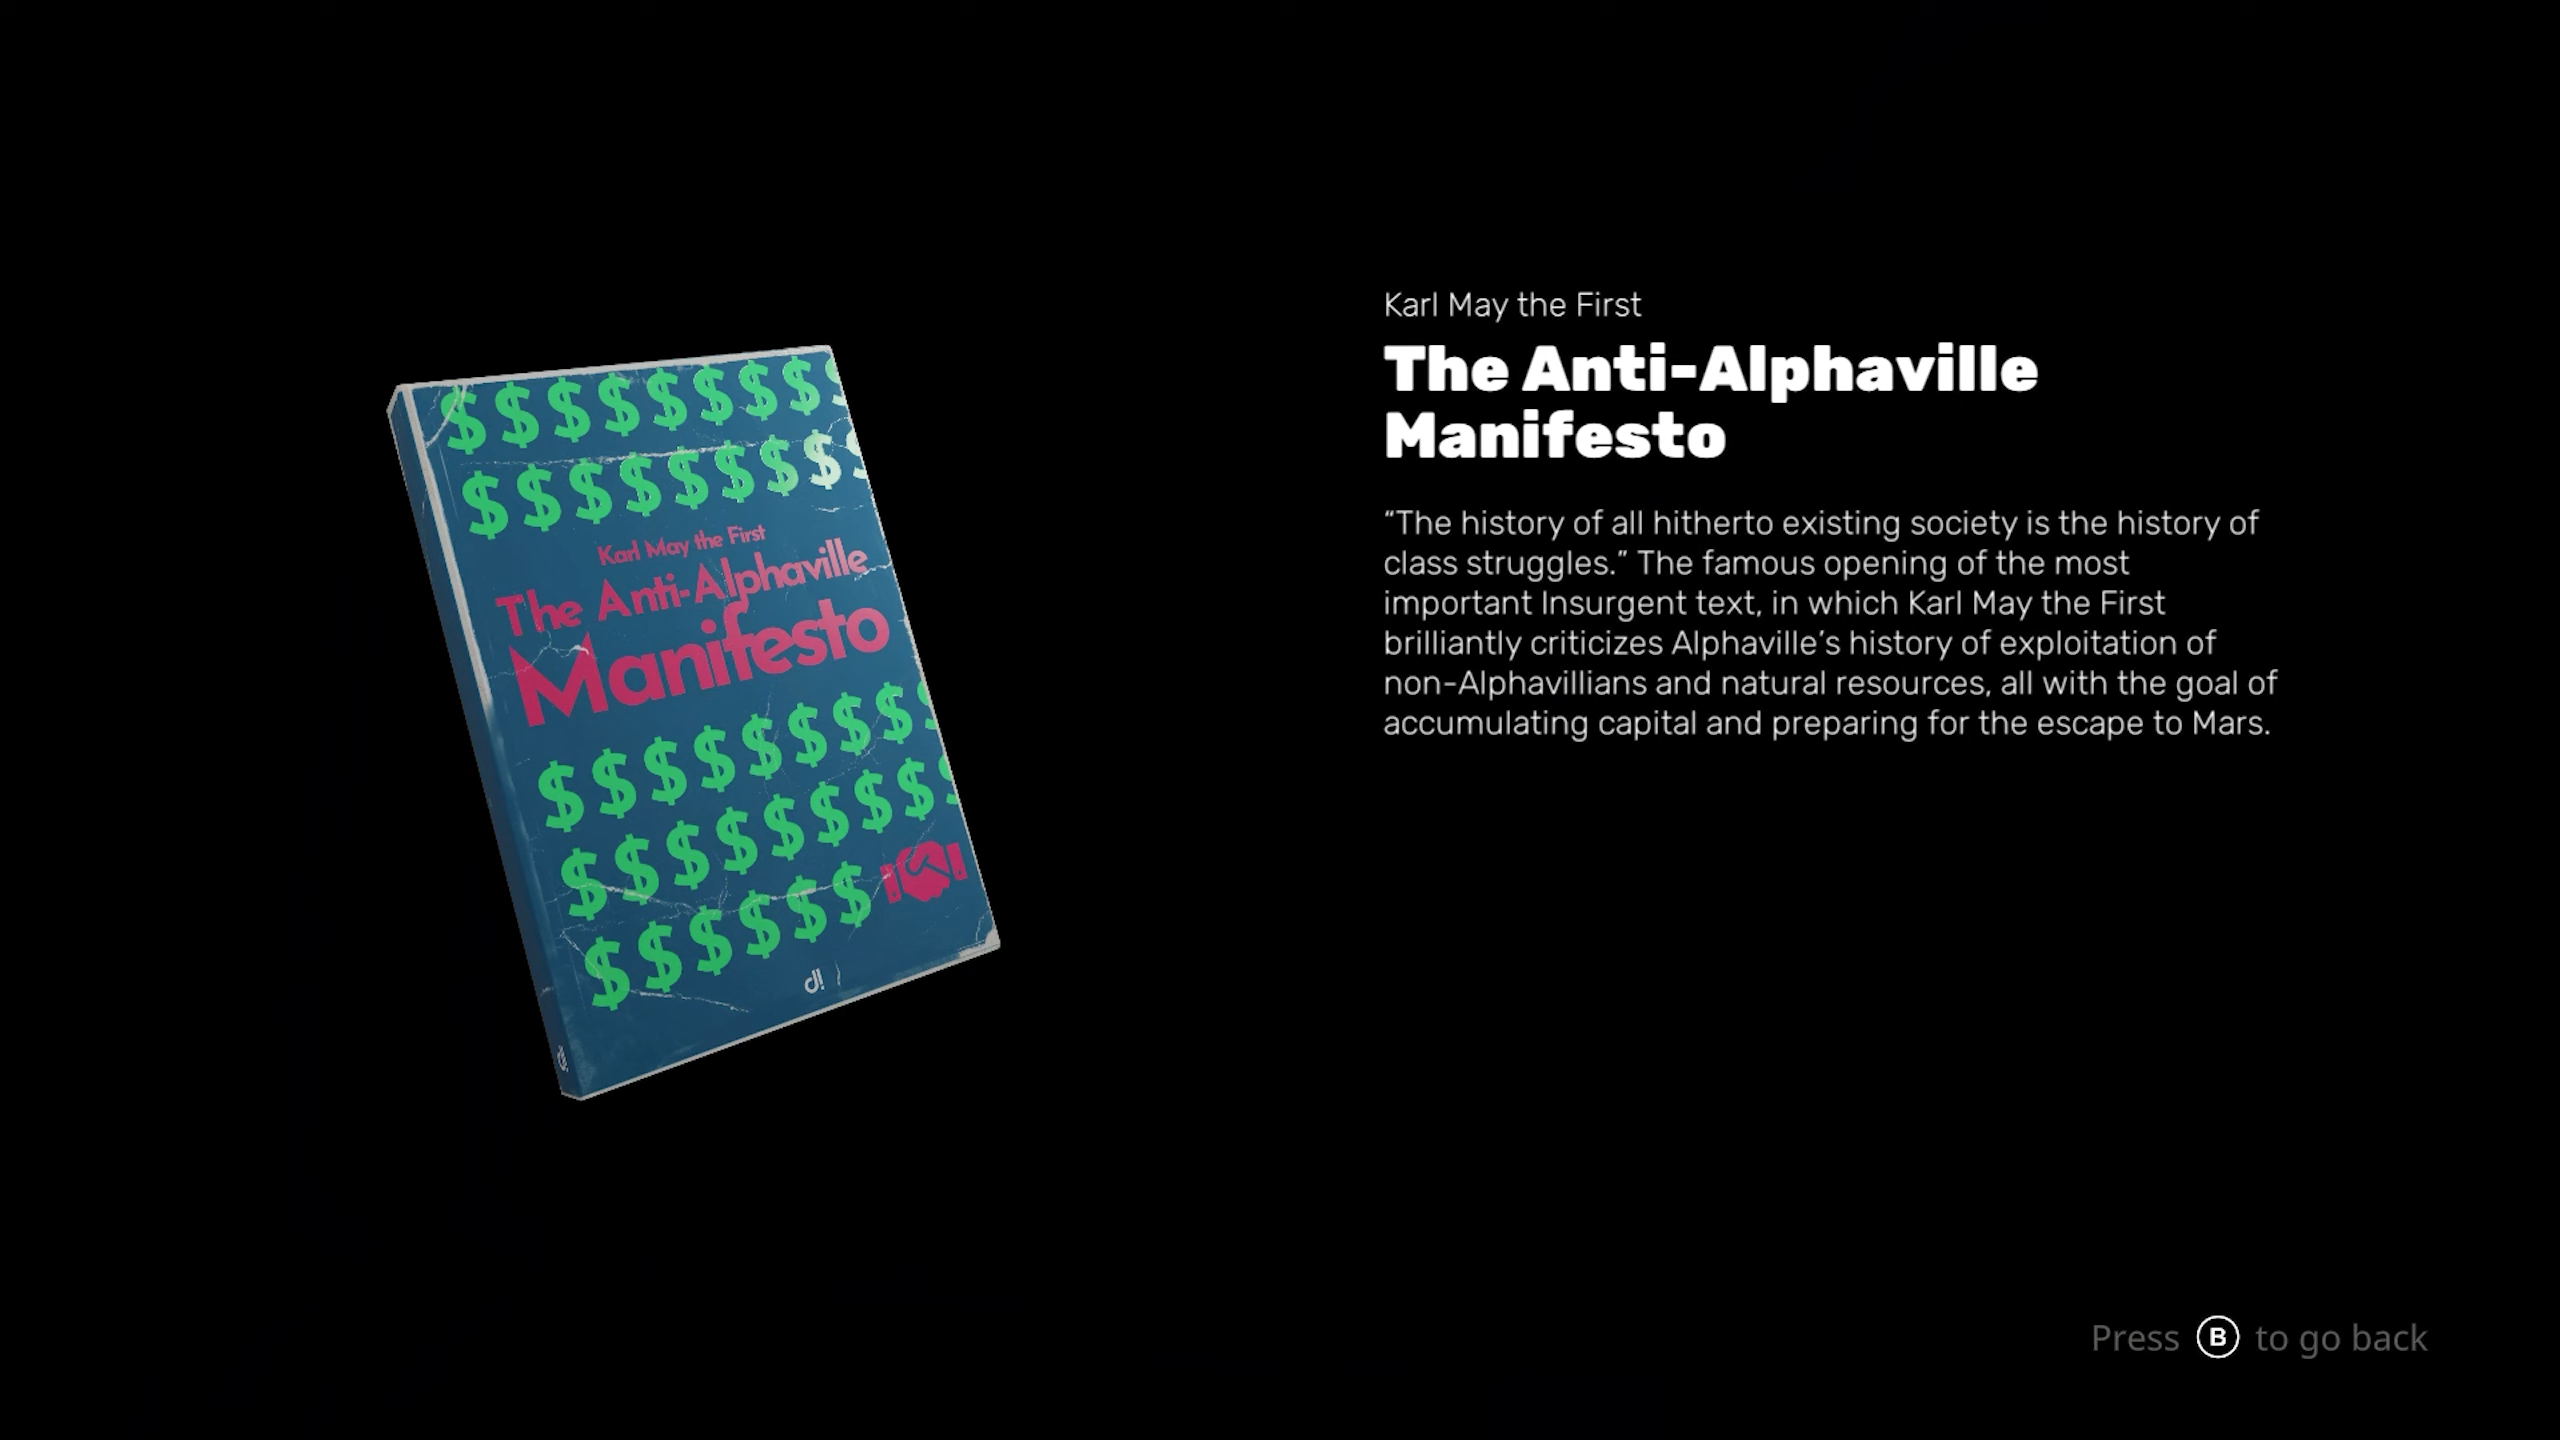 $$$$$$$$$
$$$$$$$$$
Karl May the First
The Anti-Alphaville
Manifesto
$$$$$$$$$
$$$$$$$$$
$$$$$$
d!
d!
Karl May the First
The Anti-Alphaville
Manifesto
“The history of all hitherto existing society is the history of
class struggles.” The famous opening of the most
important Insurgent text, in which Karl May the First
brilliantly criticizes Alphaville’s history of exploitation of
non-Alphavillians and natural resources, all with the goal of
accumulating capital and preparing for the escape to Mars.
Press B to go back